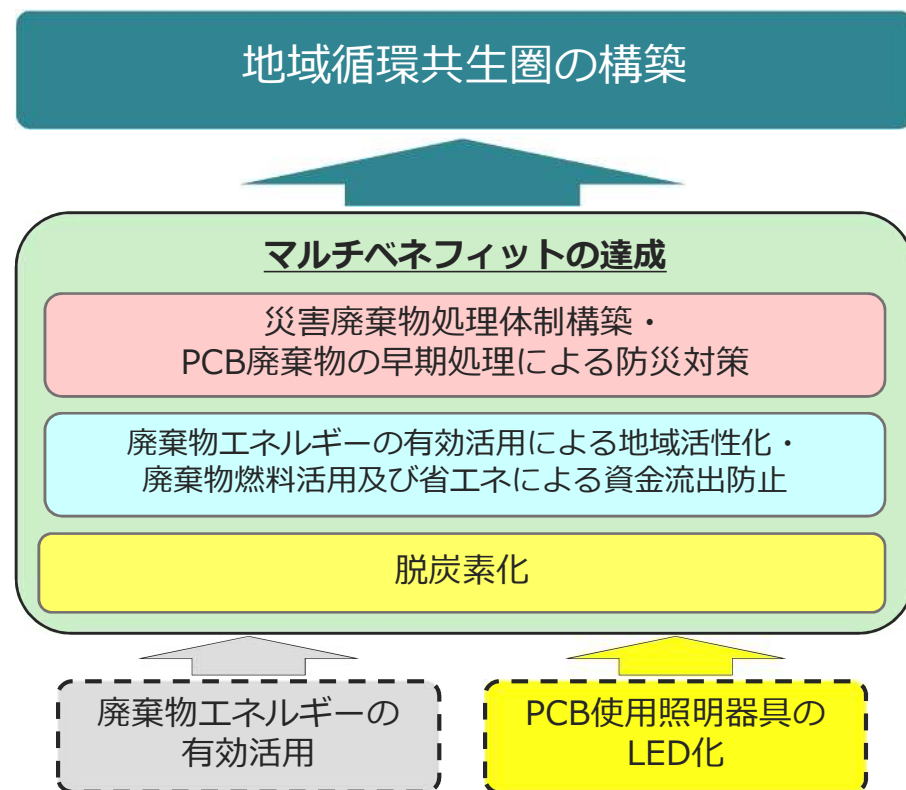 地域循環共生圏の構築
マルチベネフィットの達成
災害廃棄物処理体制構築・
PCB廃棄物の早期処理による防災対策
廃棄物エネルギーの有効活用による地域活性化・
廃棄物燃料活用及び省エネによる資金流出防止
脱炭素化
廃棄物エネルギーの
有効活用
PCB使用照明器具の
LED化